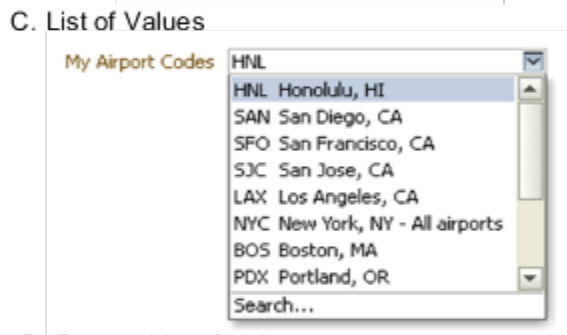 C. List of Values
My Airport Codes HNL
HNL Honolulu, HI
SAN San Diego, CA
SFO San Francisco, CA
SJC San Jose, CA
LAX Los Angeles, CA
NYC New York, NY - All airports
BOS Boston, MA
PDX Portland, OR
Search...